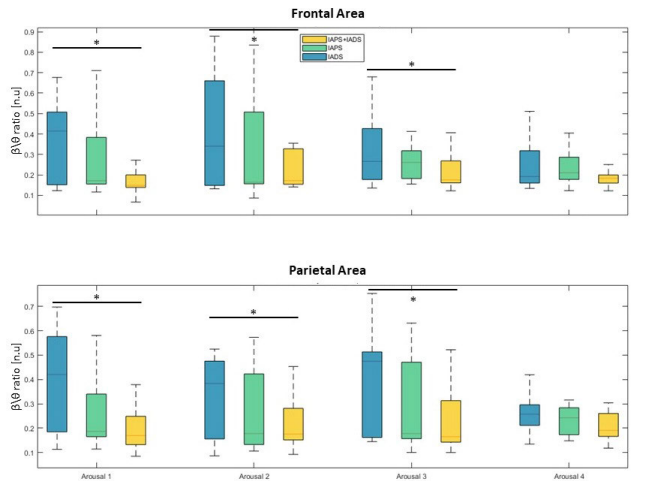 Frontal Area
*
*
*
IAPS+IADS
IAPS
IADS
β\θ ratio [n.u]
0.9
0.8
0.7
0.6
0.5
0.4
0.3
0.2
0.1
Parietal Area
*
*
*
β\θ ratio [n.u]
0.7
0.6
0.5
0.4
0.3
0.2
0.1
Arousal 1 Arousal 2 Arousal 3 Arousal 4